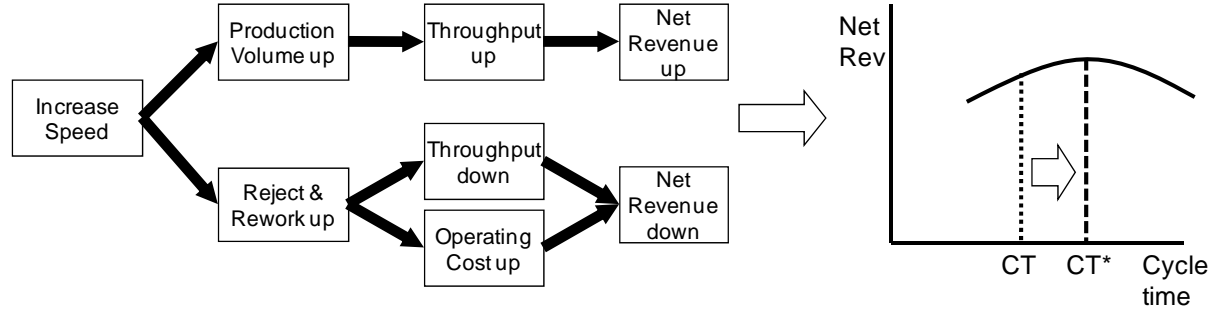 Increase
Speed
Production
Volume up
Throughput
up
Net
Revenue
up
Reject &
Rework up
Throughput
down
Operating
Cost up
Net
Revenue
down
Net
Rev
CT
CT*
Cycle
time